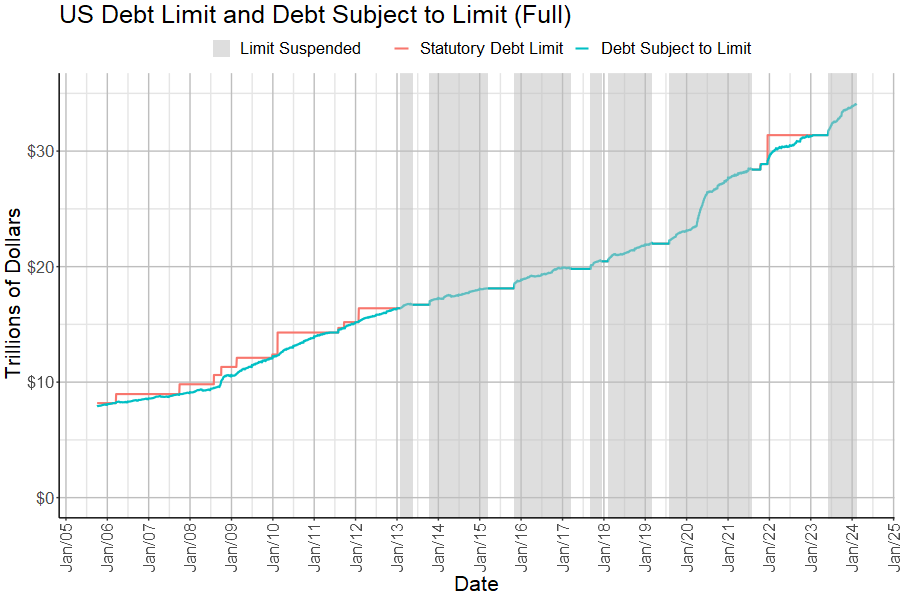 US Debt Limit and Debt Subject to Limit (Full)
Limit Suspended Statutory Debt Limit Debt Subject to Limit
Trillions of Dollars
$30
$20
$10
$0
Jan/05 Jan/06 Jan/07 Jan/08 Jan/09 Jan/10 Jan/11 Jan/12 Jan/13 Jan/14 Jan/15 Jan/16 Jan/17 Jan/18 Jan/19 Jan/20 Jan/21 Jan/22 Jan/23 Jan/24 Jan/25
Date